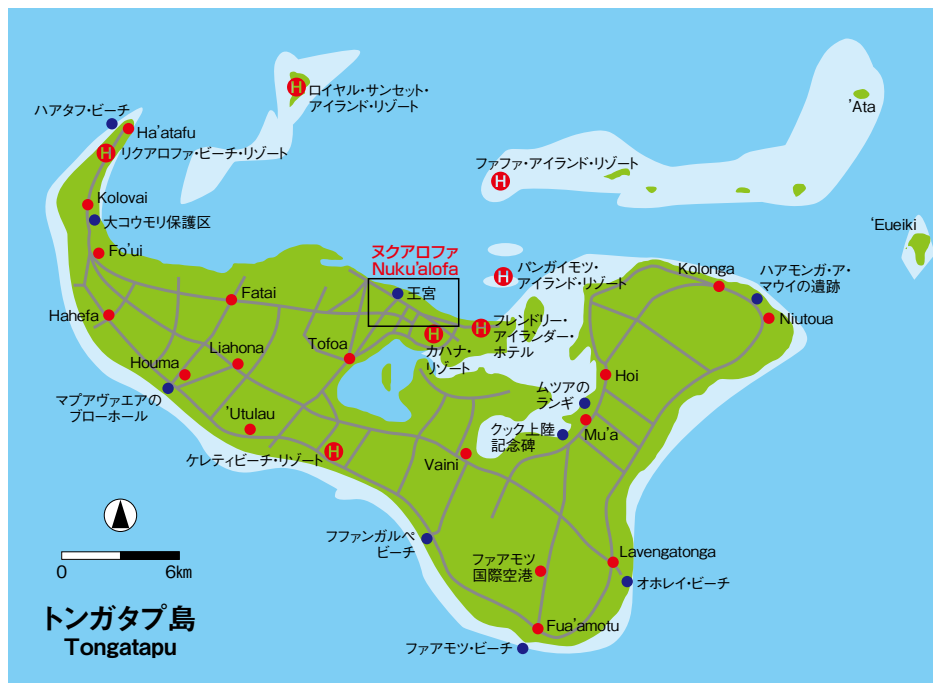 ロイヤル・サンセット・
アイランド・リゾート
'Ata
ハアタフ・ビーチ
Ha'atafu
H
リクアロファ・ビーチ・リゾート
H
ファファ・アイランド・リゾート
H
Kolovai
大コウモリ保護区
'Eueiki
Fo'ui
ヌクアロファ
Nuku'alofa
王宮
H
パンガイモツ・
アイランド・リゾート
Kolonga
ハアモンガ・ア・
マウイの遺跡
Fatai
Hahefa
Niutoua
H
フレンドリー・
アイランダー・
ホテル
H
カハナ・
リゾート
Tofoa
Liahona
Houma
Hoi
マプアヴァエアの
ブローホール
ムツアの
ランギ
'Utulau
クック上陸
記念碑
Mu'a
ケレティビーチ・リゾート
H
Vaini
フファンガルペ
ビーチ
ファアモツ
国際空港
Lavengatonga
オホレイ・ビーチ
0 6km
トンガタプ島
Tongatapu
Fua'amotu
ファアモツ・ビーチ